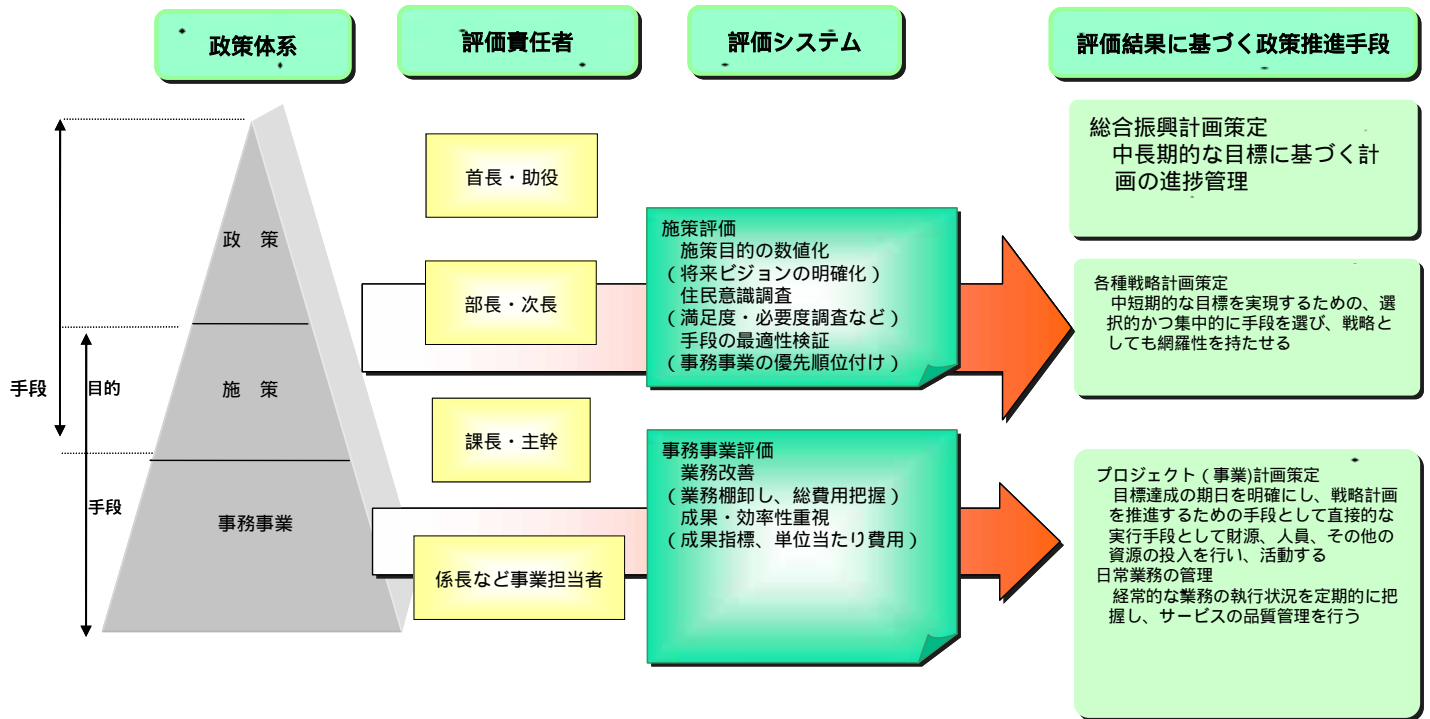 政策体系
評価責任者
評価システム
評価結果に基づく政策推進手段
政　策
施　策
事務事業
手段
目的
手段
首長・助役
部長・次長
課長・主幹
係長など事業担当者
施策評価
施策目的の数値化
(将来ビジョンの明確化)
住民意識調査
(満足度・必要度調査など)
手段の最適性検証
(事務事業の優先順位付け)
事務事業評価
業務改善
(業務棚卸し、総費用把握)
成果・効率性重視
(成果指標、単位当たり費用)
総合振興計画策定
中長期的な目標に基づく計
画の進捗管理
各種戦略計画策定
中短期的な目標を実現するための、選
択的かつ集中的に手段を選び、戦略と
しても網羅性を持たせる
プロジェクト(事業)計画策定
目標達成の期日を明確にし、戦略計画
を推進するための手段として直接的な
実行手段として財源、人員、その他の
資源の投入を行い、活動する
日常業務の管理
経常的な業務の執行状況を定期的に把
握し、サービスの品質管理を行う